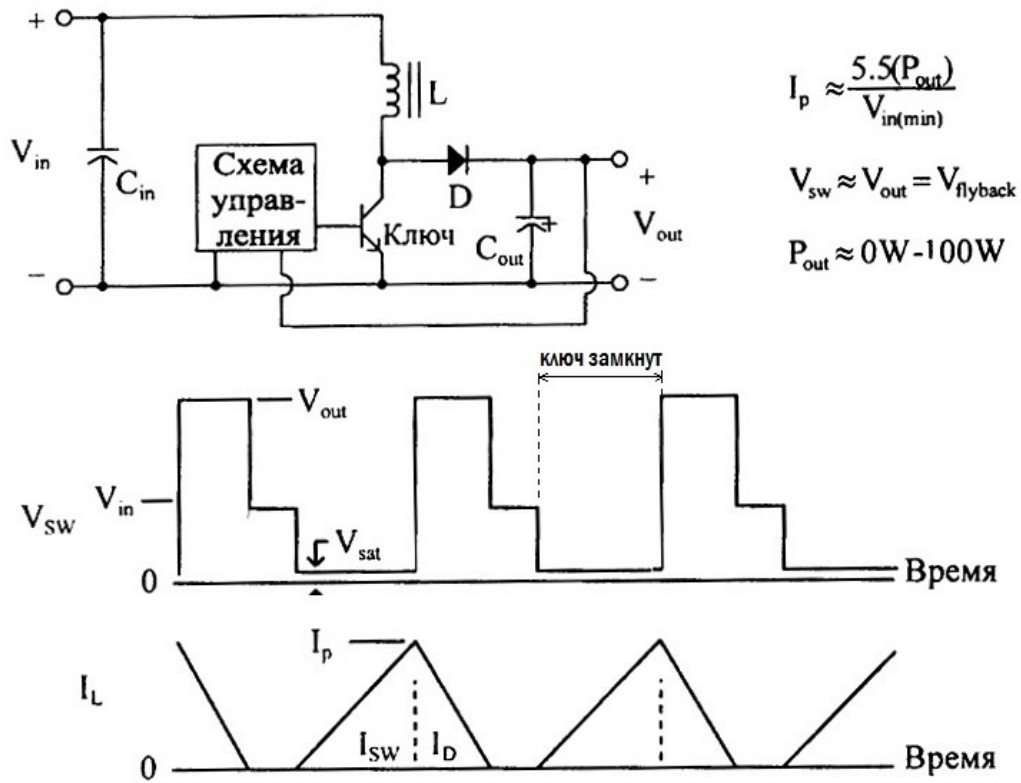 +
L
V_in
C_in
Схема
управ-
ления
Ключ
D
C_out
+
+
V_out
−
−
I_p ≈ 5.5(P_out) / V_in(min)
V_sw ≈ V_out = V_flyback
P_out ≈ 0W-100W
ключ замкнут
V_out
V_in
V_SW
V_sat
0
Время
I_p
I_L
I_SW
I_D
0
Время